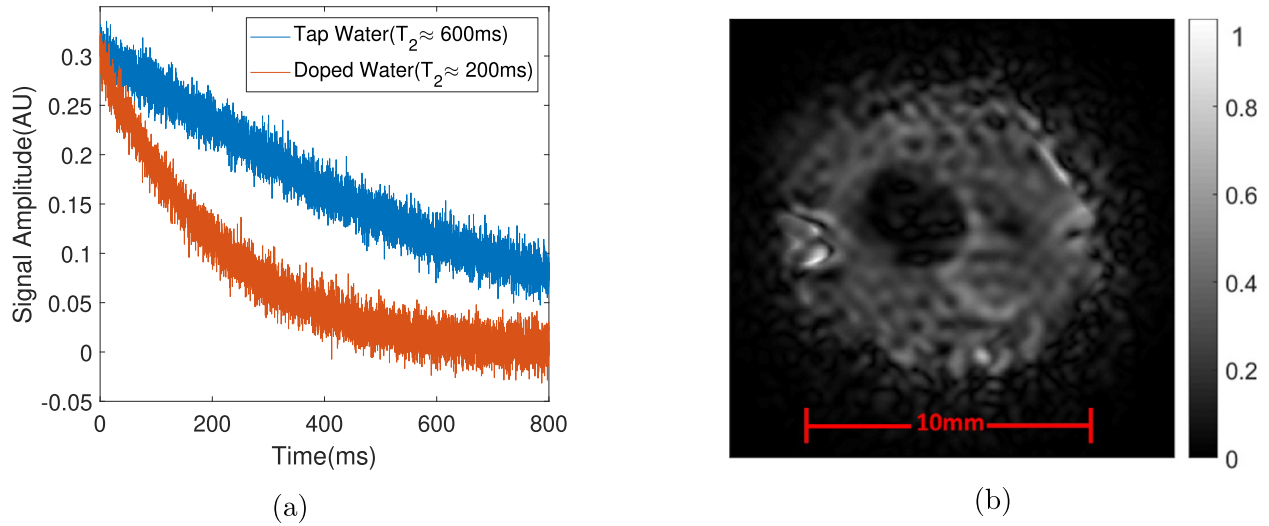 Tap Water(T2≈ 600ms)
Doped Water(T2≈ 200ms)
0.3
0.25
0.2
0.15
0.1
0.05
0
-0.05
Signal Amplitude(AU)
0 200 400 600 800
Time(ms)
(a)
1
0.8
0.6
0.4
0.2
0
10mm
(b)